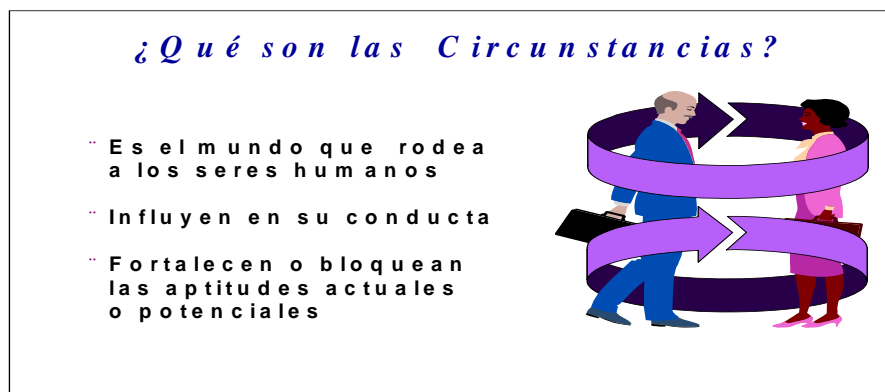 ¿Qué son las Circunstancias?
¨ Es el mundo que rodea
a los seres humanos
¨ Influyen en su conducta
¨ Fortalecen o bloquean
las aptitudes actuales
o potenciales